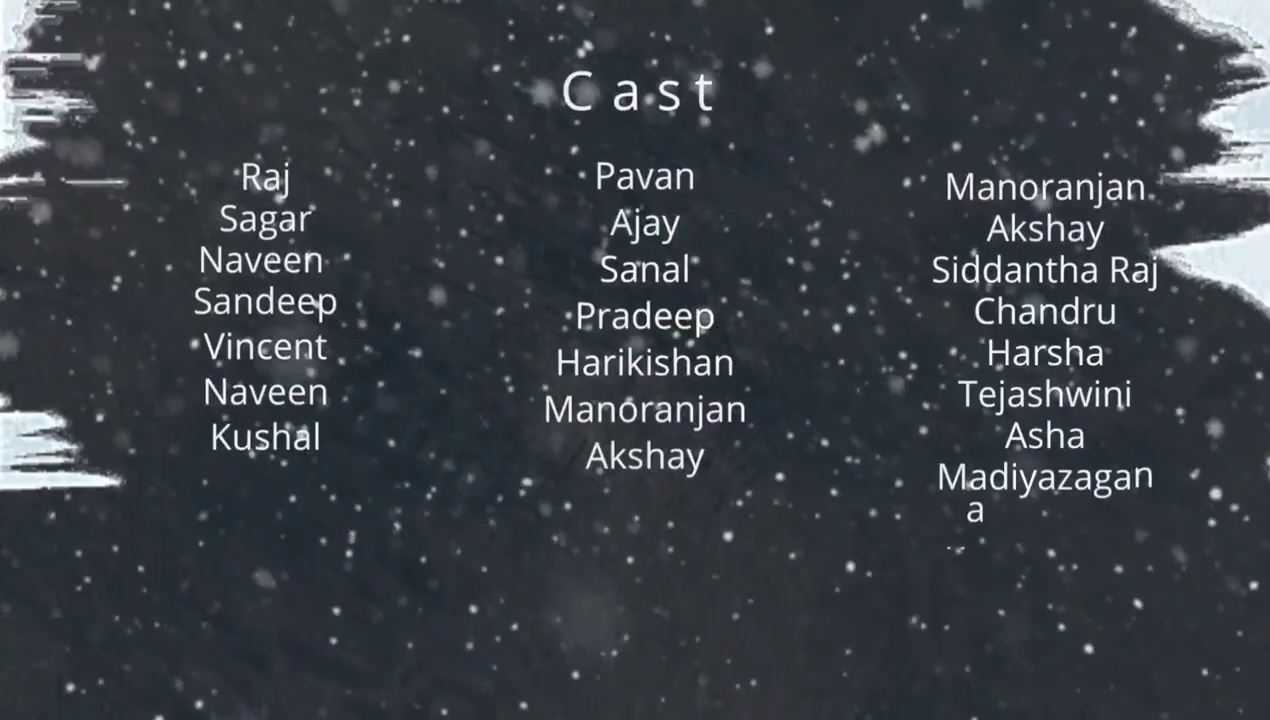 Cast
Raj
Sagar
Naveen
Sandeep
Vincent
Naveen
Kushal
Pavan
Ajay
Sanal
Pradeep
Harikishan
Manoranjan
Akshay
Manoranjan
Akshay
Siddantha Raj
Chandru
Harsha
Tejashwini
Asha
Madiyazagan
a